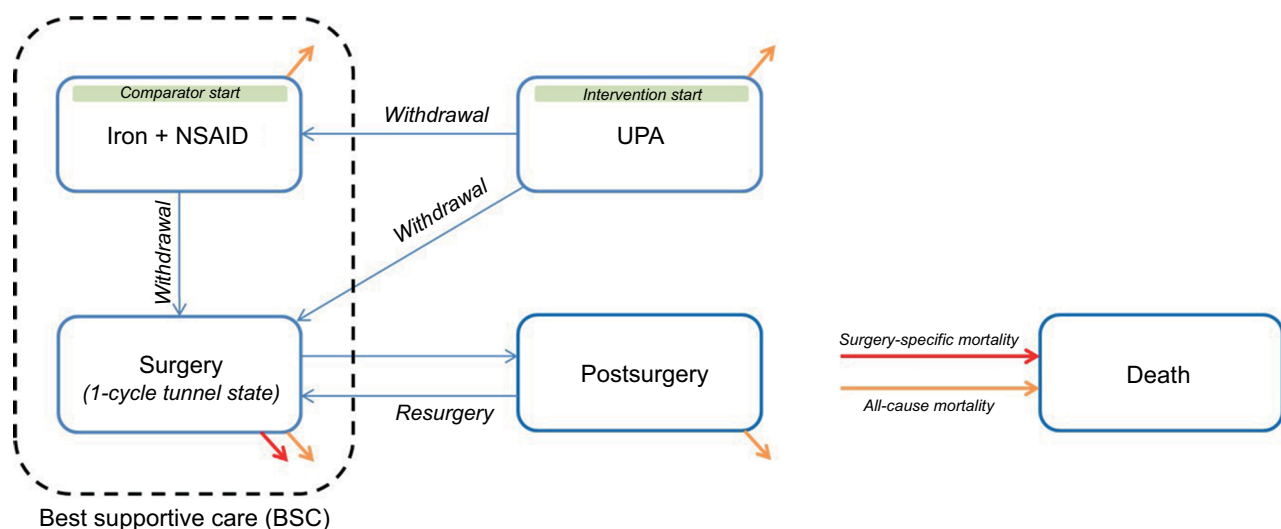 Comparator start
Iron + NSAID
Withdrawal
Intervention start
UPA
Withdrawal
Withdrawal
Surgery
(1-cycle tunnel state)
Resurgery
Postsurgery
Surgery-specific mortality
All-cause mortality
Death
Best supportive care (BSC)